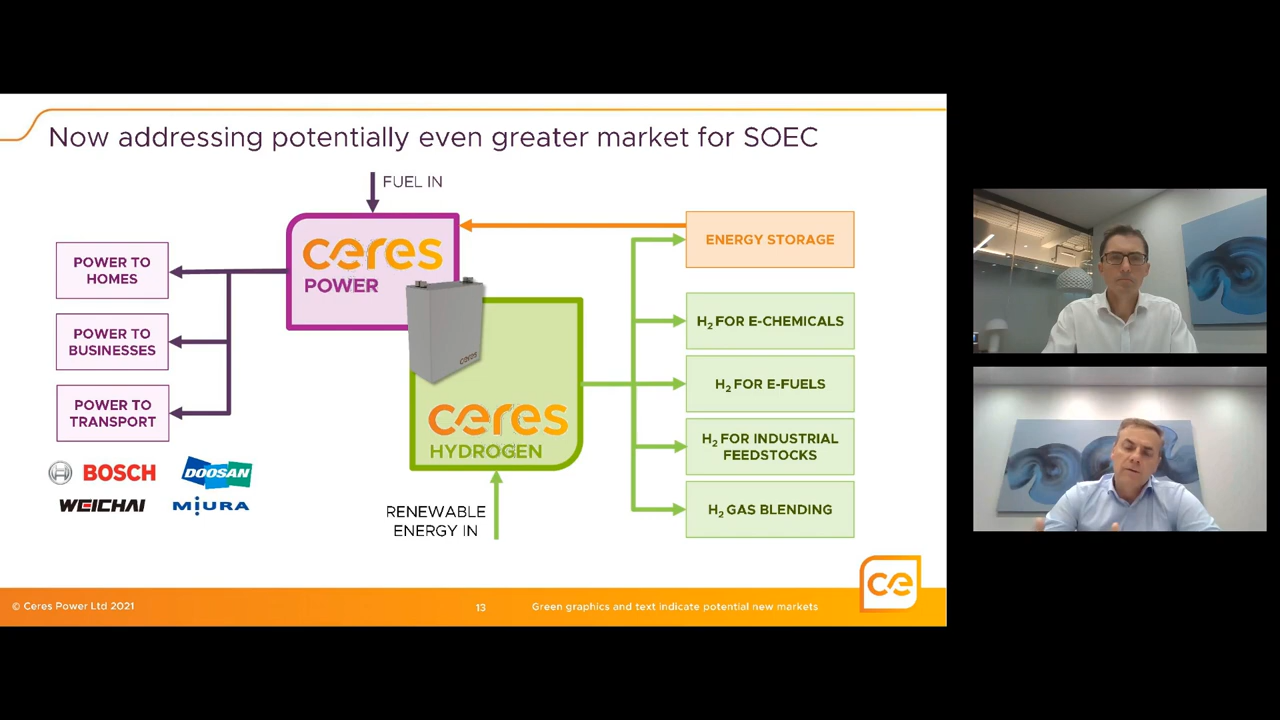 Now addressing potentially even greater market for SOEC
FUEL IN
ceres
POWER
POWER TO
HOMES
POWER TO
BUSINESSES
POWER TO
TRANSPORT
BOSCH
DOOSAN
WEICHAI
MIURA
ceres
ceres
HYDROGEN
RENEWABLE
ENERGY IN
ENERGY STORAGE
H₂ FOR E-CHEMICALS
H₂ FOR E-FUELS
H₂ FOR INDUSTRIAL
FEEDSTOCKS
H₂ GAS BLENDING
ce
© Ceres Power Ltd 2021
13
Green graphics and text indicate potential new markets